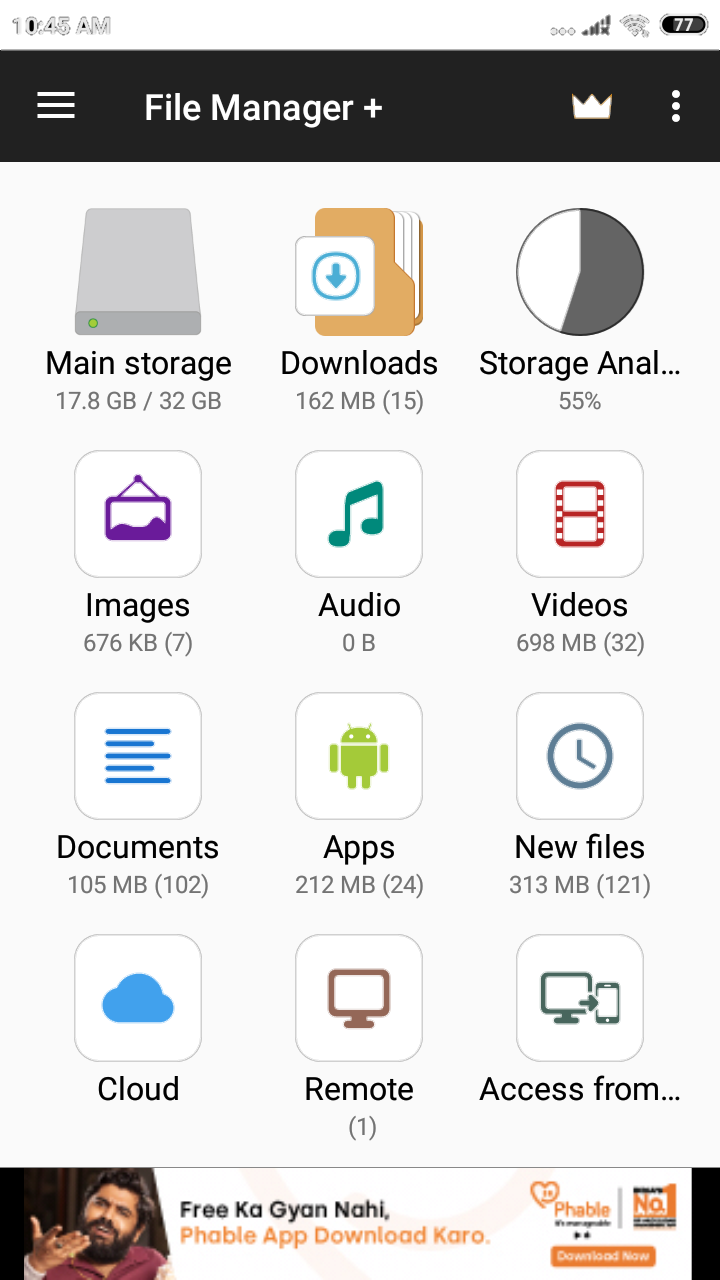 10:45 AM
77
File Manager +
Main storage
17.8 GB / 32 GB
Downloads
162 MB (15)
Storage Anal...
55%
Images
676 KB (7)
Audio
0 B
Videos
698 MB (32)
Documents
105 MB (102)
Apps
212 MB (24)
New files
313 MB (121)
Cloud
Remote
(1)
Access from...
Free Ka Gyan Nahi,
Phable App Download Karo.
Phable
It's manageable
INDIA'S
No.1
Download Now